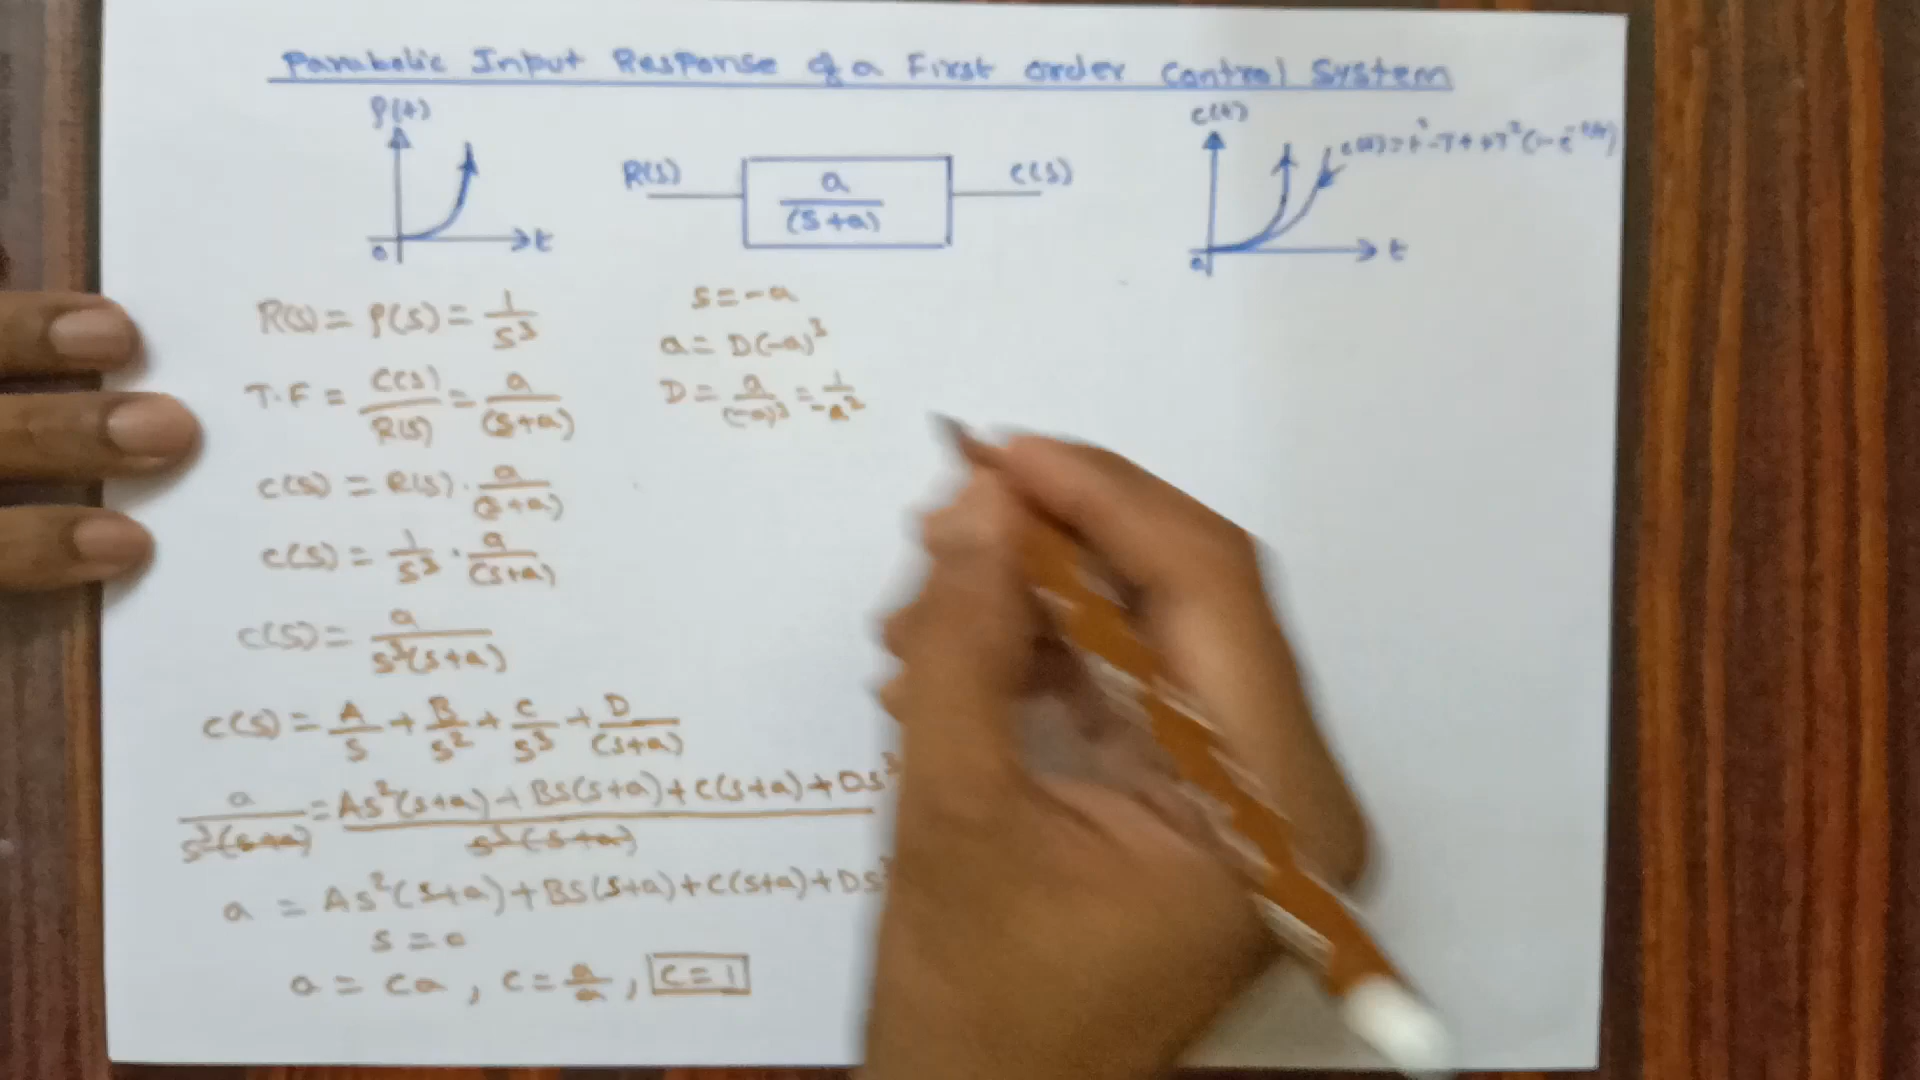 Parabolic Input Response of a First order Control System
P(t)
t
0
R(s)
a
(s+a)
C(s)
c(t)
t
0
R(s) = P(s) = 1/s³
T.F = C(s)/R(s) = a/(s+a)
C(s) = R(s) · a/(s+a)
C(s) = 1/s³ · a/(s+a)
C(s) = a/s³(s+a)
C(s) = A/s + B/s² + C/s³ + D/(s+a)
a/s³(s+a) = As²(s+a) + Bs(s+a) + C(s+a) + Ds³/s³(s+a)
a = As²(s+a) + Bs(s+a) + C(s+a) + Ds³
s = 0
a = Ca, C = a/a, C = 1
s = -a
a = D(-a)³
D = a/(-a)³ = 1/-a²